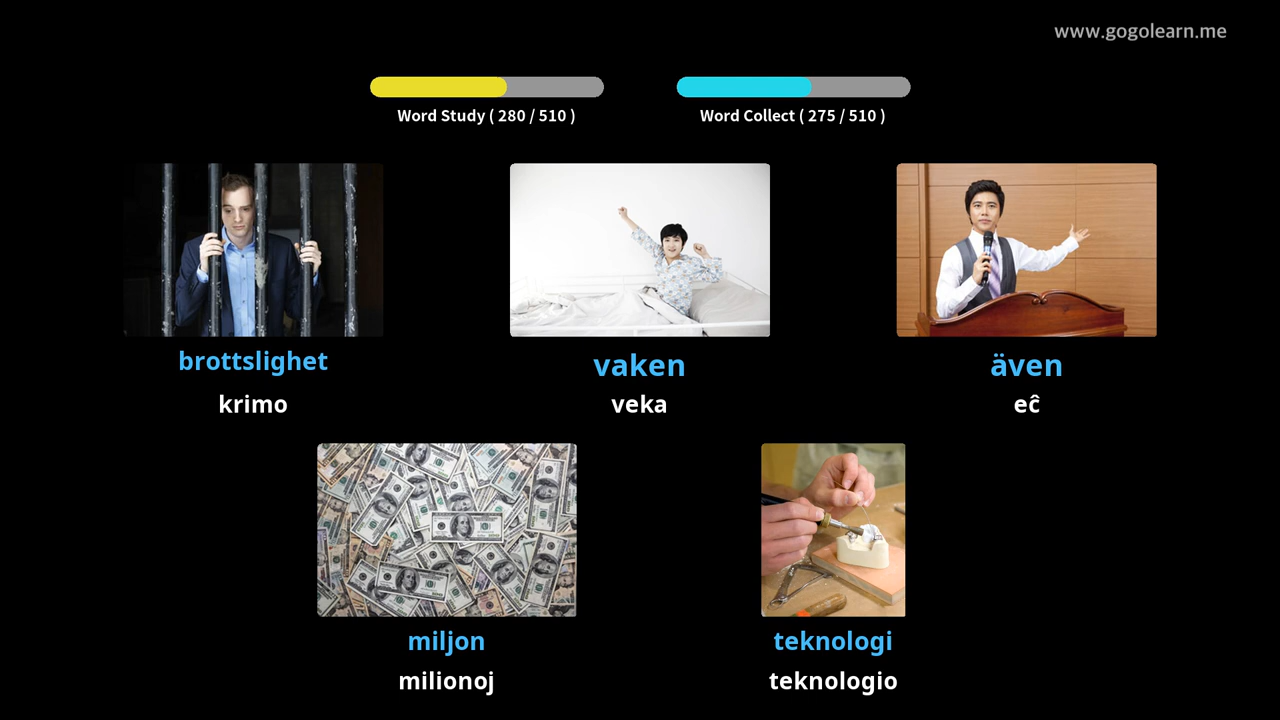 www.gogolearn.me
Word Study ( 280 / 510 )
Word Collect ( 275 / 510 )
brottslighet
vaken
även
krimo
veka
eĉ
miljon
teknologi
milionoj
teknologio